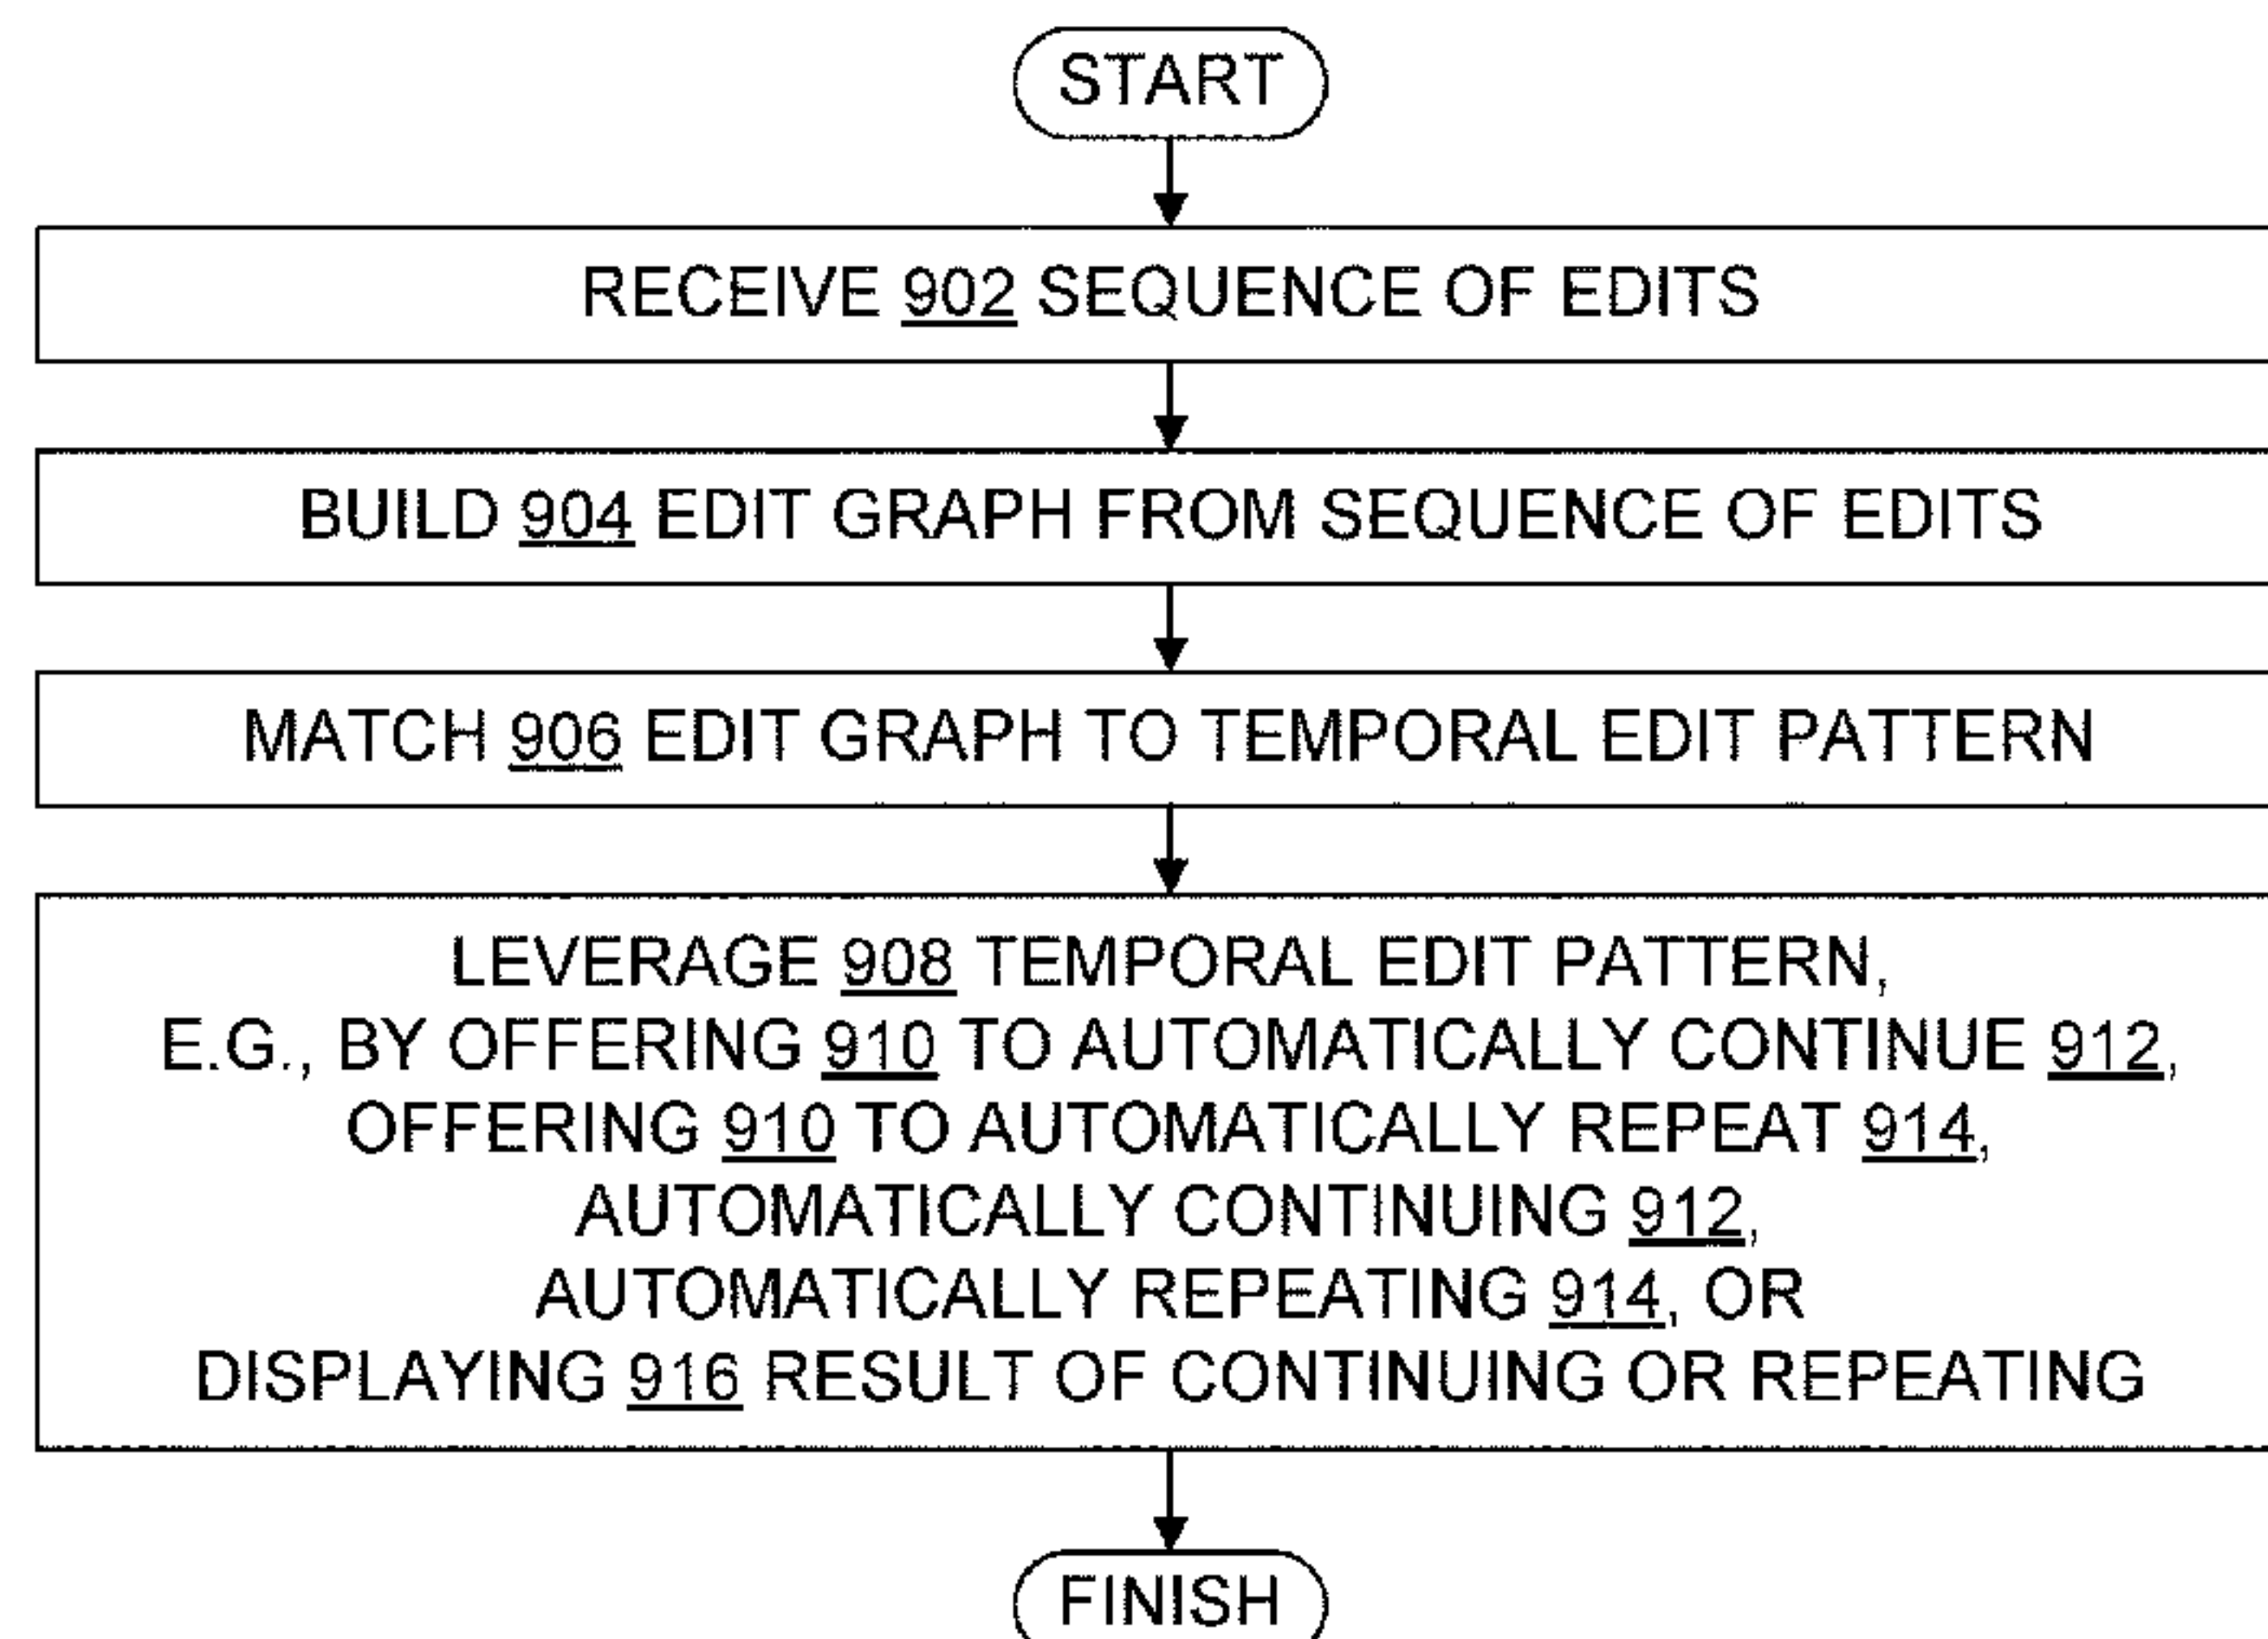 START
RECEIVE 902 SEQUENCE OF EDITS
BUILD 904 EDIT GRAPH FROM SEQUENCE OF EDITS
MATCH 906 EDIT GRAPH TO TEMPORAL EDIT PATTERN
LEVERAGE 908 TEMPORAL EDIT PATTERN,
E.G., BY OFFERING 910 TO AUTOMATICALLY CONTINUE 912,
OFFERING 910 TO AUTOMATICALLY REPEAT 914,
AUTOMATICALLY CONTINUING 912,
AUTOMATICALLY REPEATING 914, OR
DISPLAYING 916 RESULT OF CONTINUING OR REPEATING
FINISH